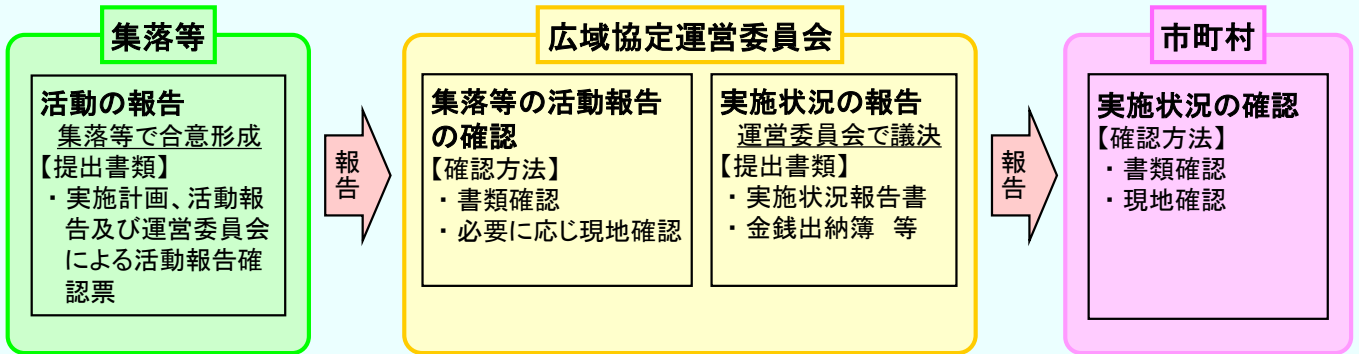 集落等
活動の報告
集落等で合意形成
【提出書類】
・実施計画、活動報
告及び運営委員会
による活動報告確
認票
報告
広域協定運営委員会
集落等の活動報告
の確認
【確認方法】
・書類確認
・必要に応じ現地確認
実施状況の報告
運営委員会で議決
【提出書類】
・実施状況報告書
・金銭出納簿 等
報告
市町村
実施状況の確認
【確認方法】
・書類確認
・現地確認